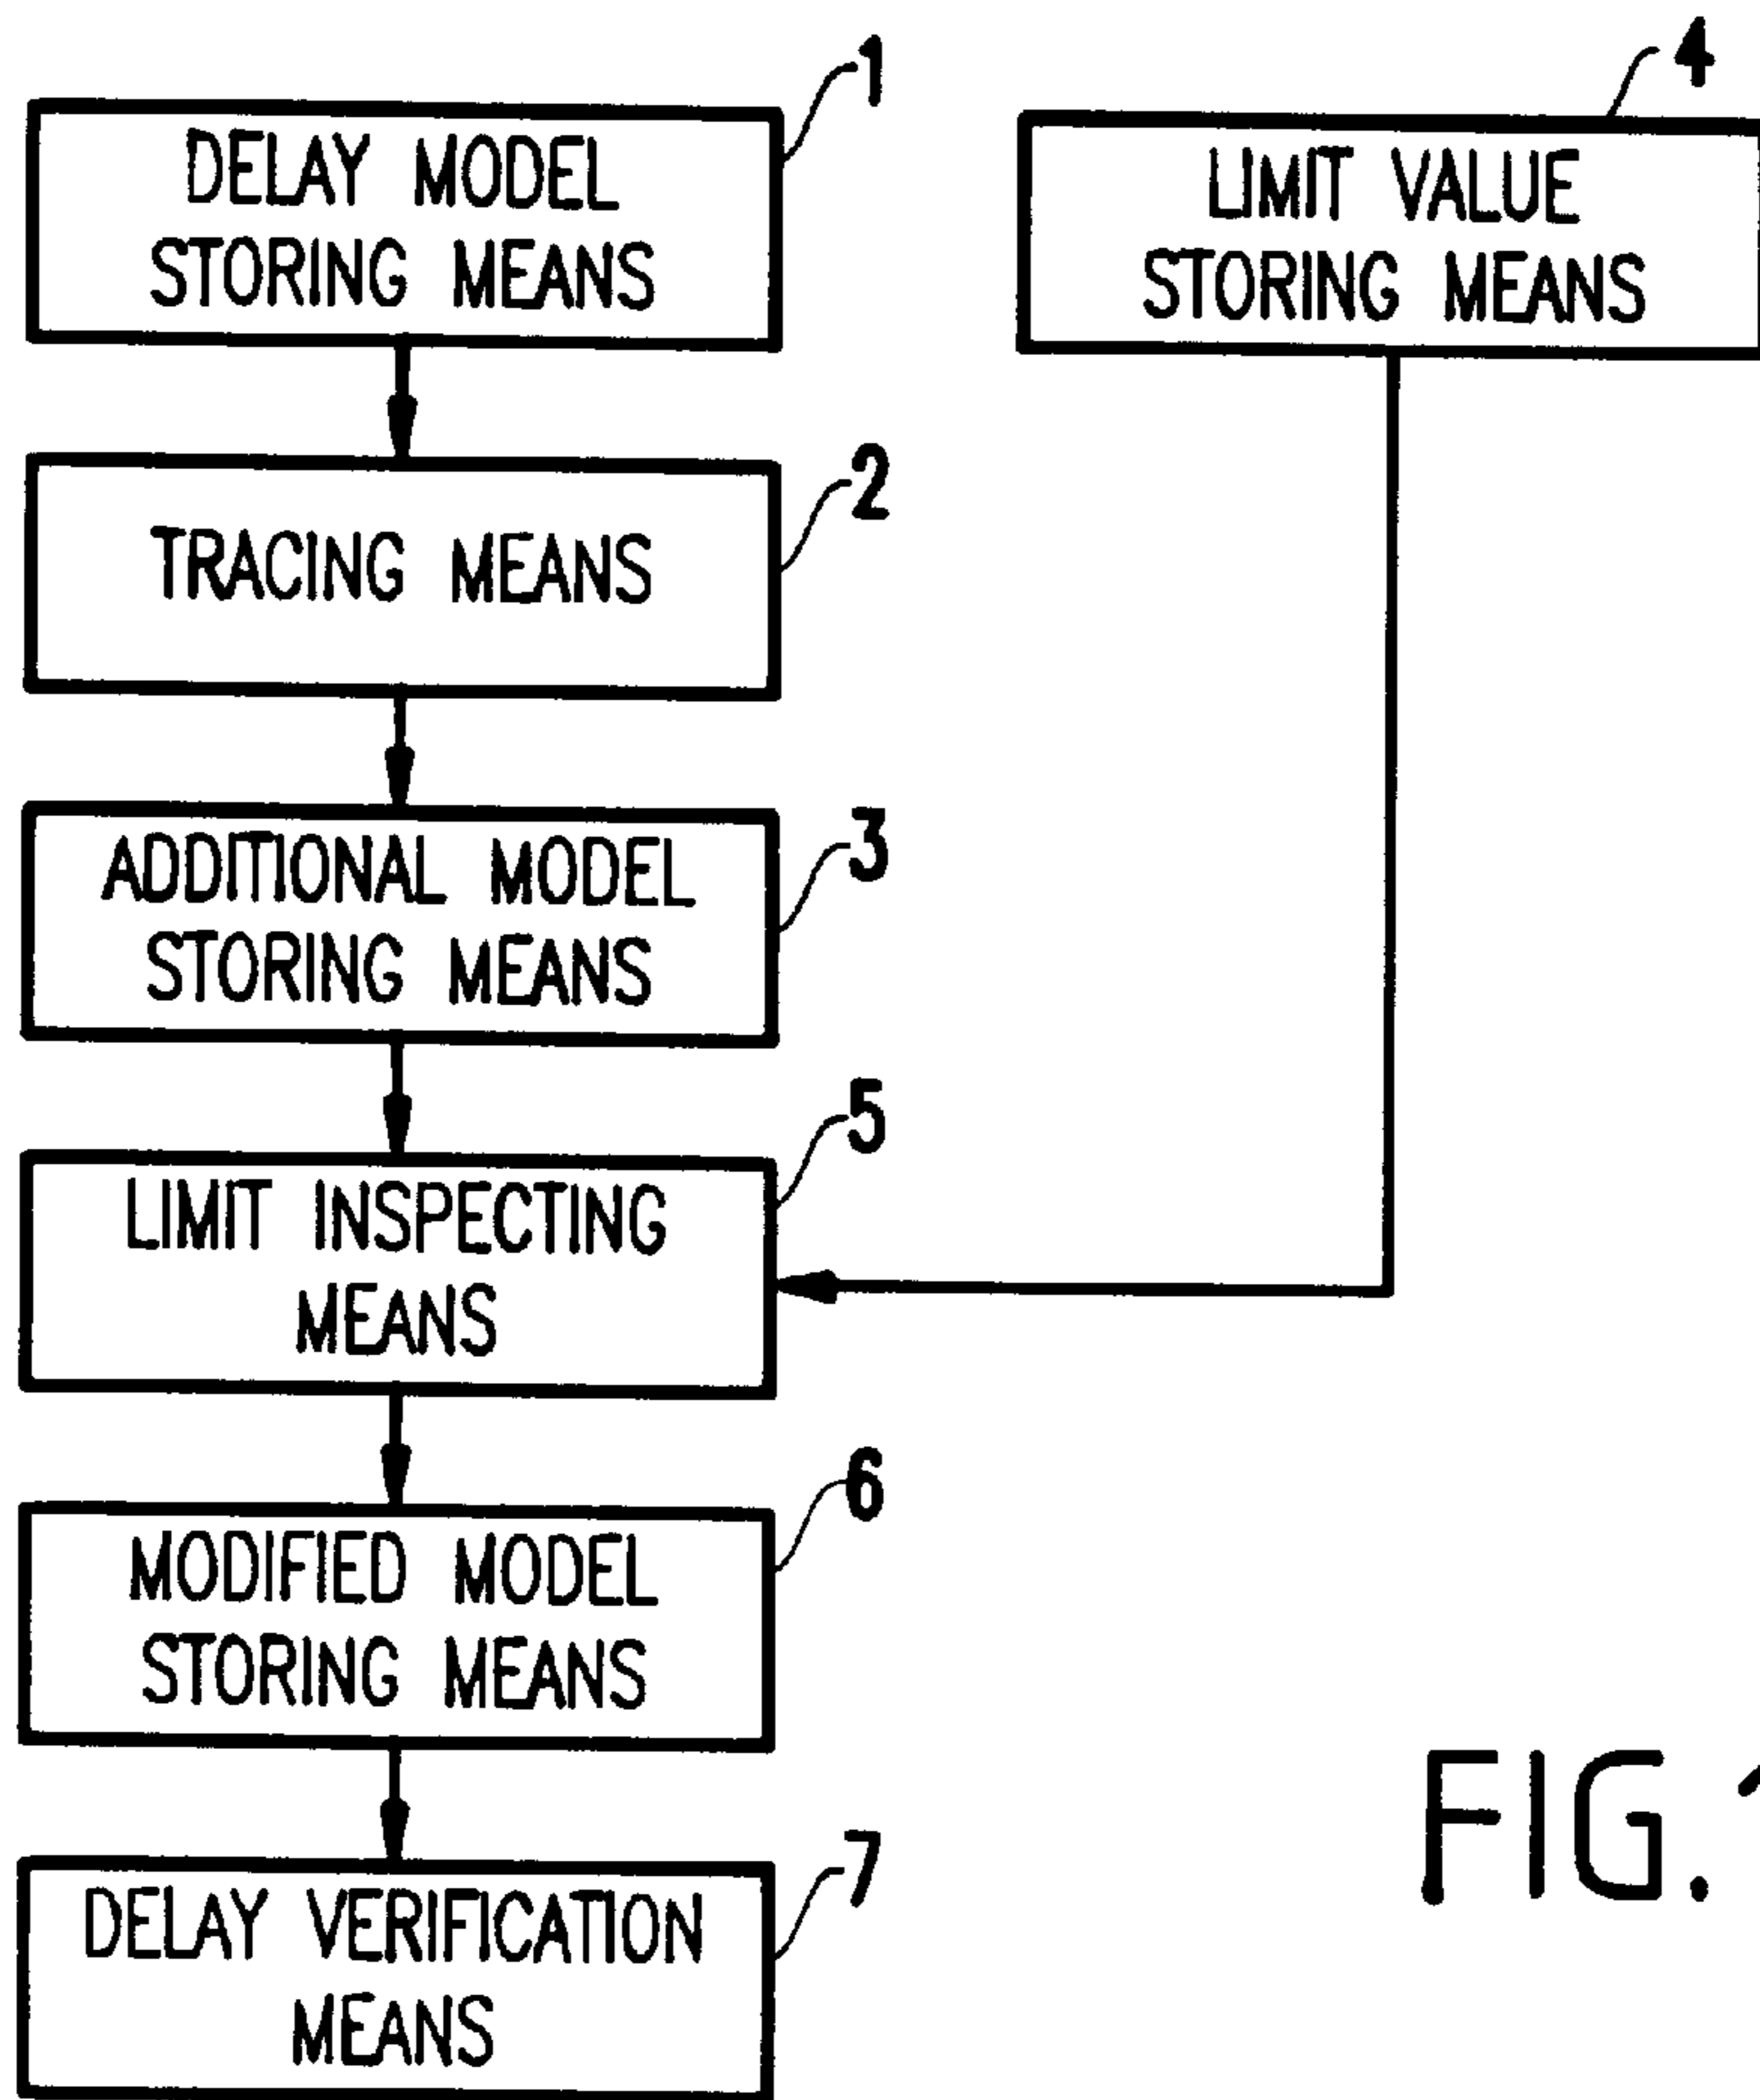 1
DELAY MODEL
STORING MEANS
4
LIMIT VALUE
STORING MEANS
2
TRACING MEANS
3
ADDITIONAL MODEL
STORING MEANS
5
LIMIT INSPECTING
MEANS
6
MODIFIED MODEL
STORING MEANS
7
DELAY VERIFICATION
MEANS
FIG.